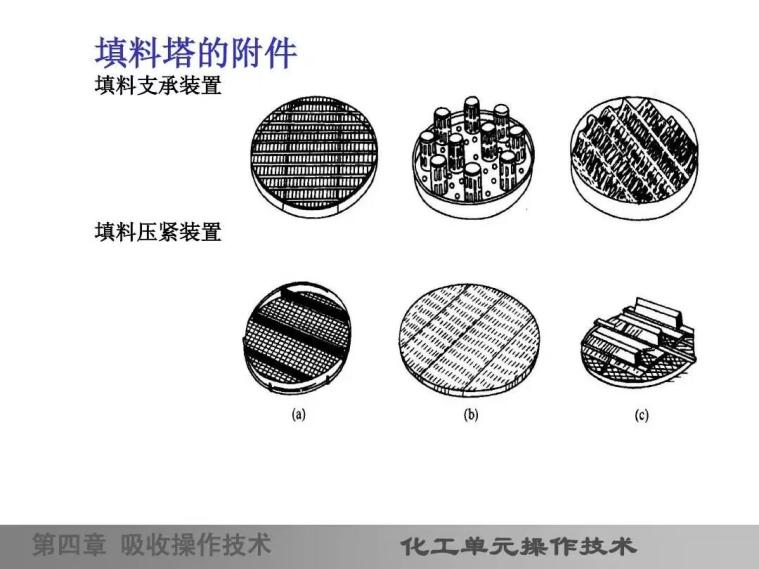 填料塔的附件
填料支承装置
填料压紧装置
(a) (b) (c)
第四章 吸收操作技术 化工单元操作技术